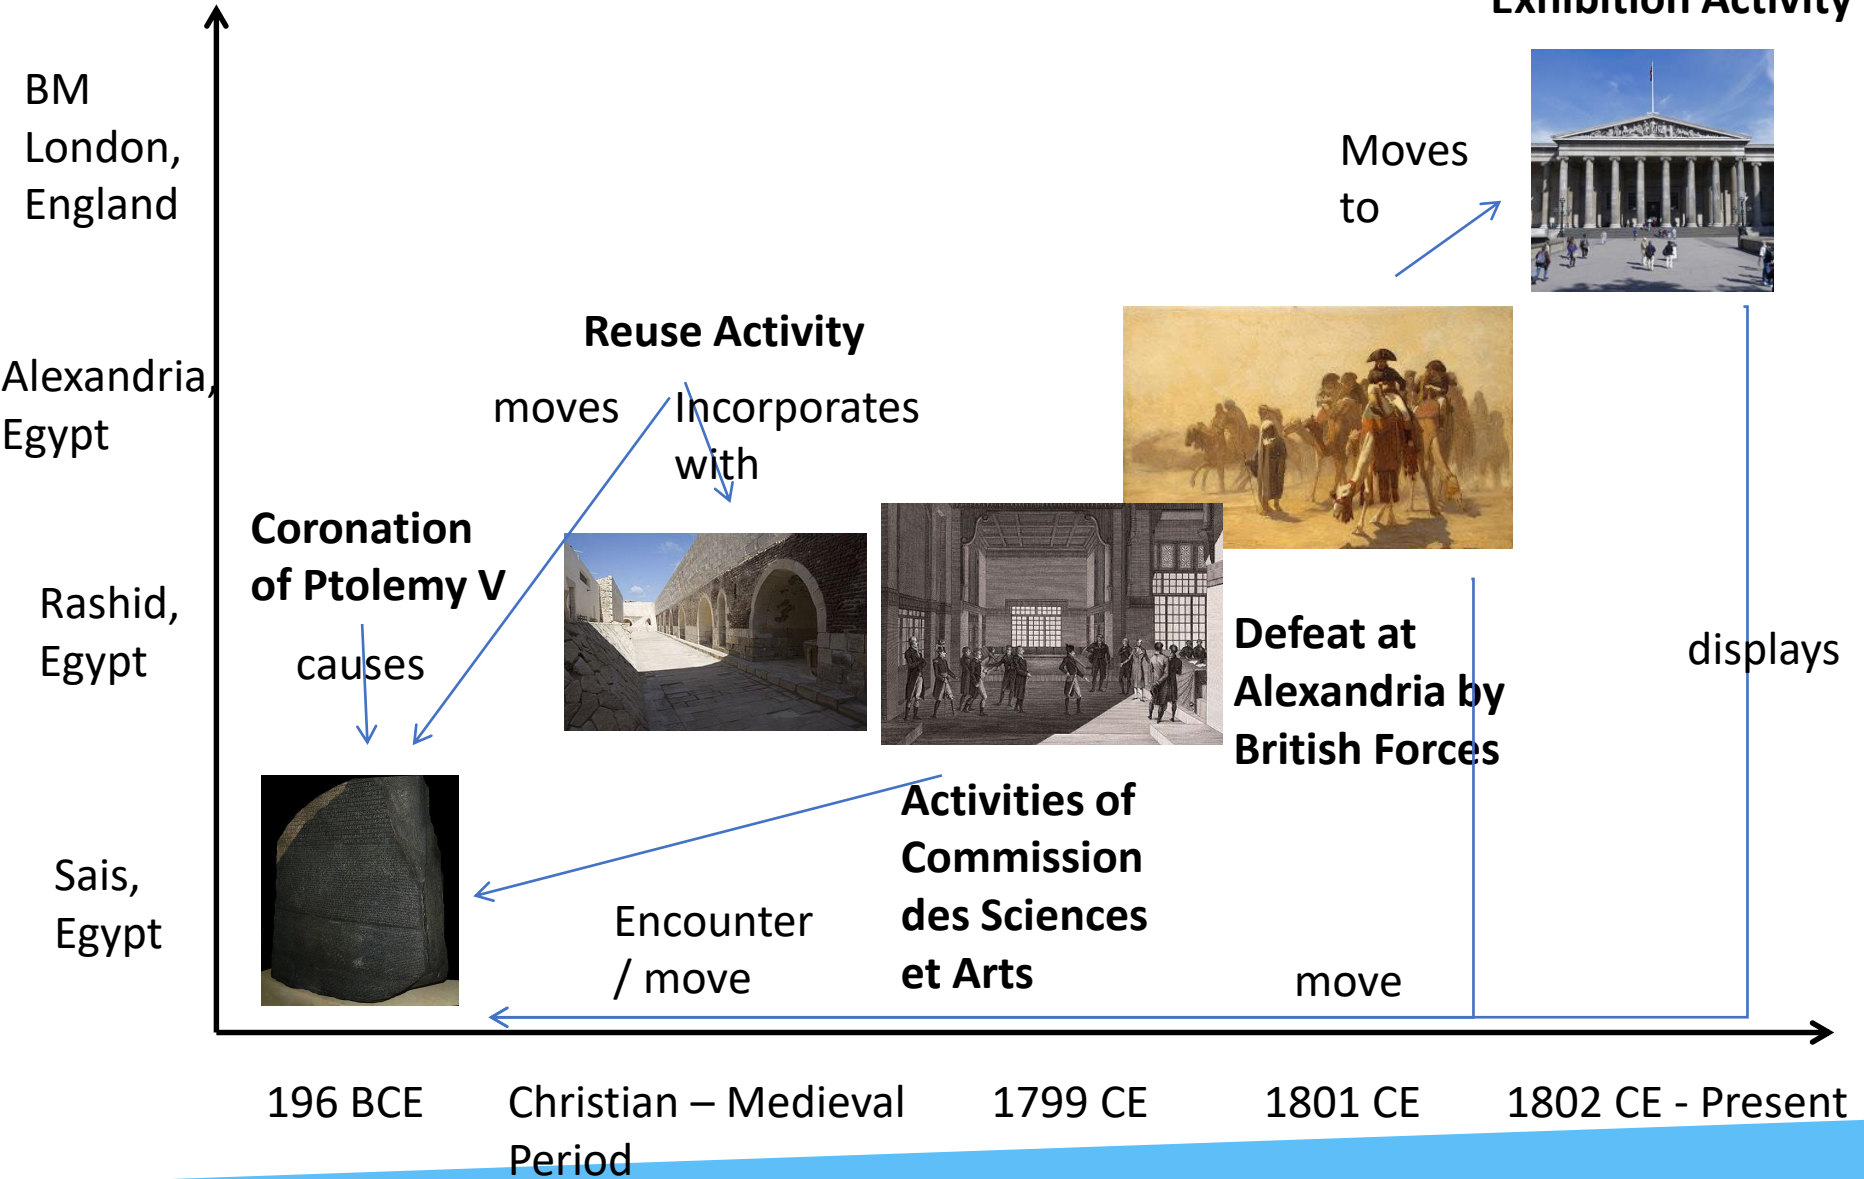 Exhibition Activity
BM
London,
England
Moves
to
Reuse Activity
Alexandria,
Egypt
moves
Incorporates
with
Coronation
of Ptolemy V
Rashid,
Egypt
causes
Defeat at
Alexandria by
British Forces
displays
Activities of
Commission
des Sciences
et Arts
Sais,
Egypt
Encounter
/ move
move
196 BCE
Christian – Medieval
Period
1799 CE
1801 CE
1802 CE - Present